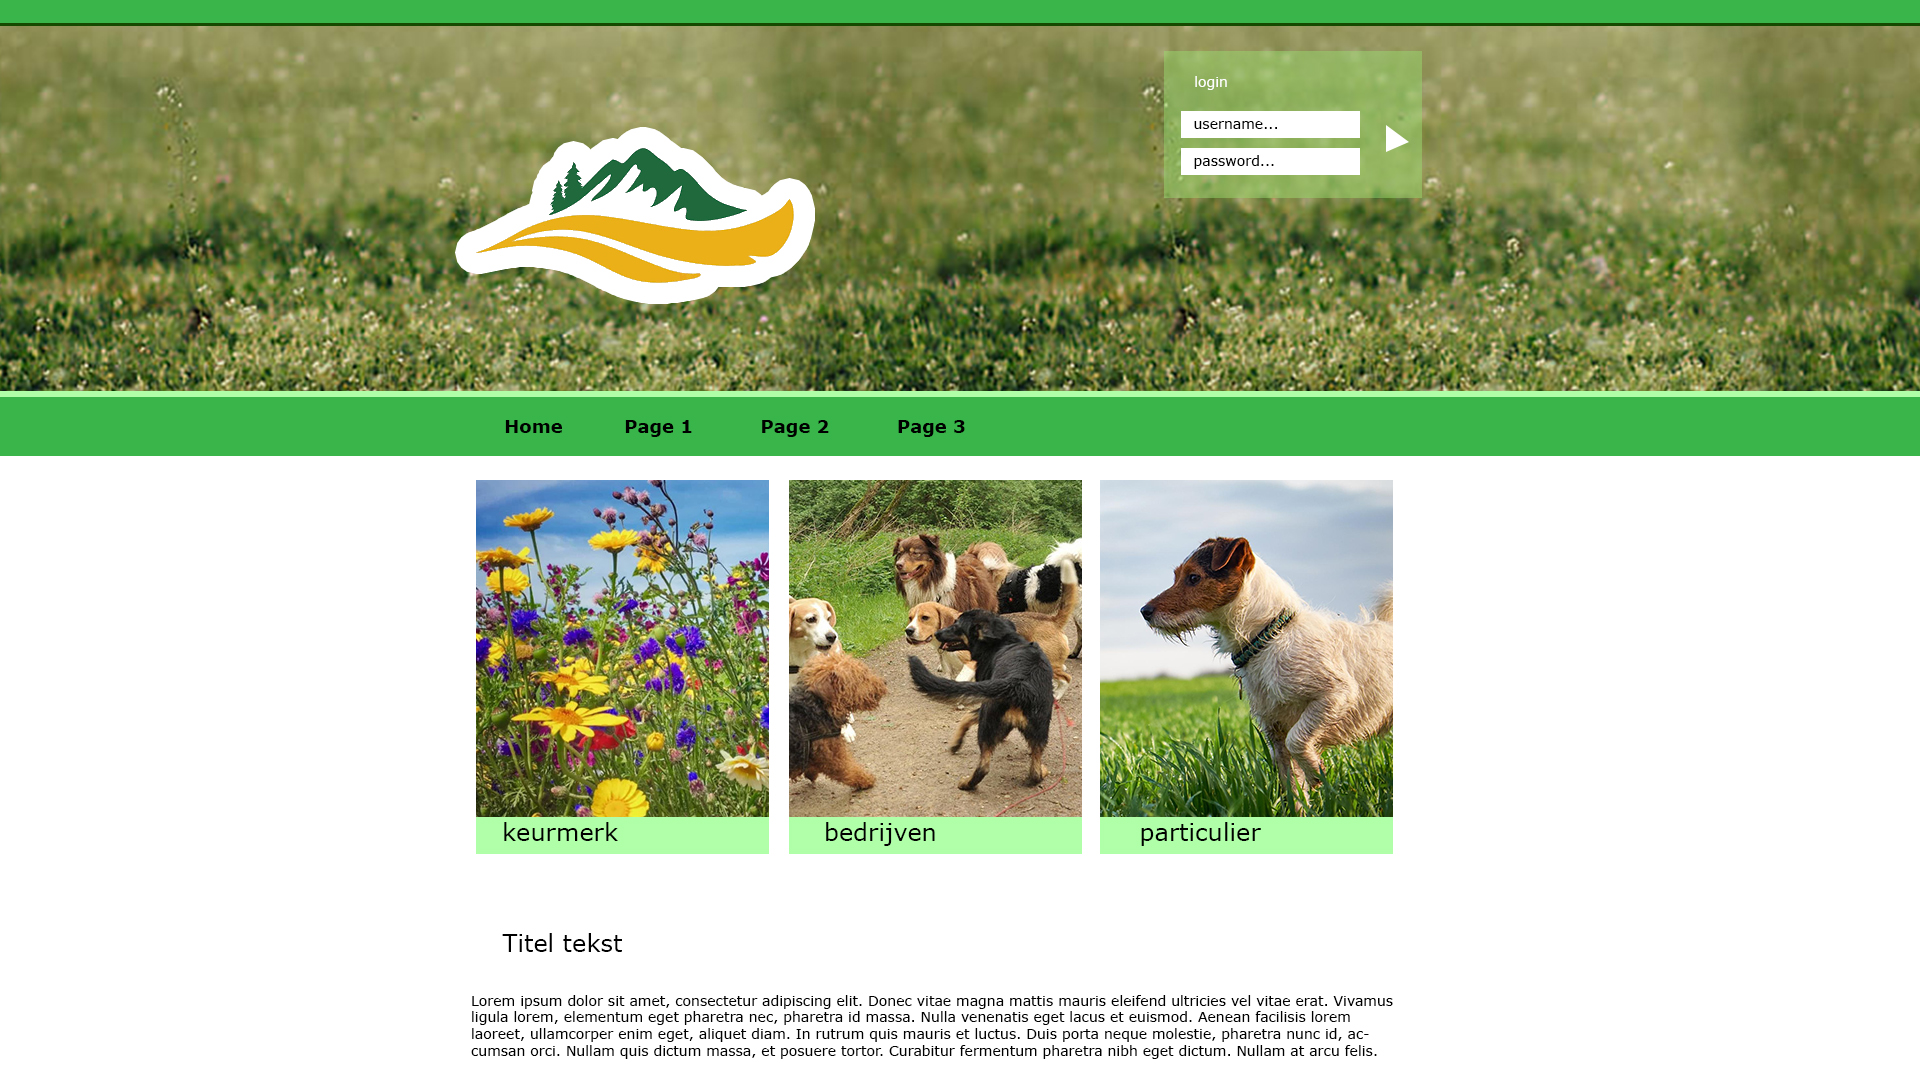 login
username...
password...
Home Page 1 Page 2 Page 3
keurmerk bedrijven particulier
Titel tekst
Lorem ipsum dolor sit amet, consectetur adipiscing elit. Donec vitae magna mattis mauris eleifend ultricies vel vitae erat. Vivamus
ligula lorem, elementum eget pharetra nec, pharetra id massa. Nulla venenatis eget lacus et euismod. Aenean facilisis lorem
laoreet, ullamcorper enim eget, aliquet diam. In rutrum quis mauris et luctus. Duis porta neque molestie, pharetra nunc id, ac-
cumsan orci. Nullam quis dictum massa, et posuere tortor. Curabitur fermentum pharetra nibh eget dictum. Nullam at arcu felis.